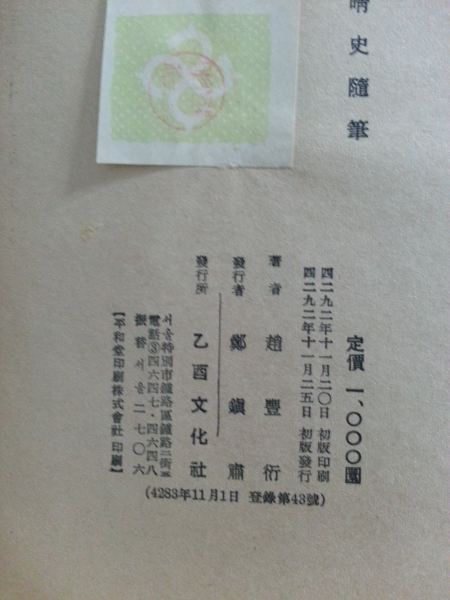 晴史隨筆
定價 一、〇〇〇圜
四二九二年十一月二〇日 初版印刷
四二九二年十一月二五日 初版發行
著者 趙豐衍
發行者 鄭鎭肅
發行所 乙酉文化社
서울特別市鍾路區鍾路二街
電話③四六四七·四六四八
振替서울二七〇六
【平和堂印刷株式會社 印刷】
(4283年11月1日 登錄第43號)